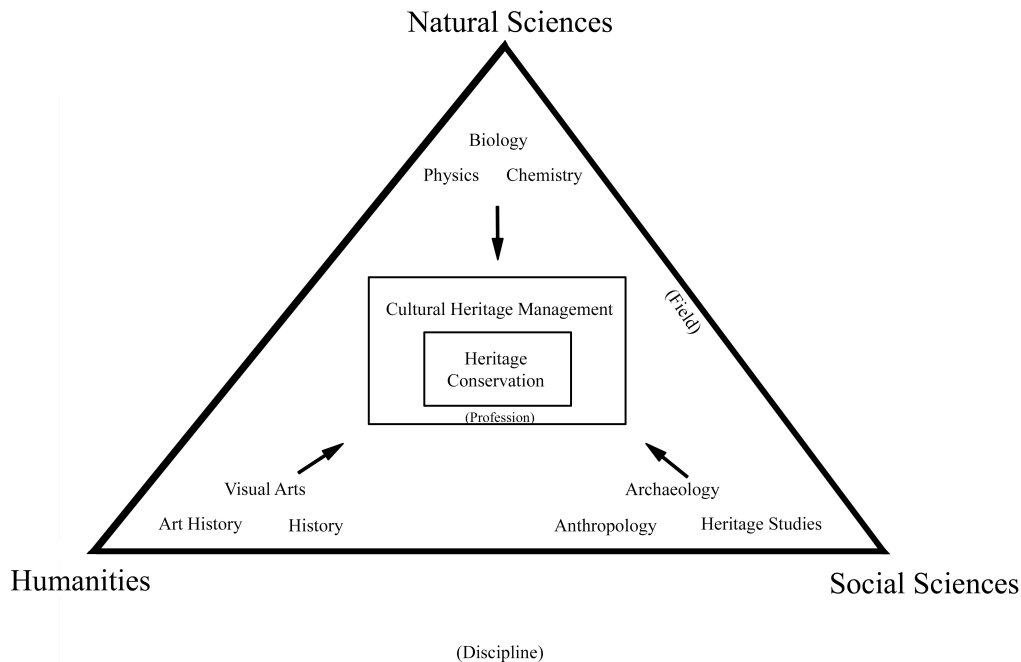 Natural Sciences
Biology
Physics Chemistry
(Field)
Cultural Heritage Management
Heritage
Conservation
(Profession)
Visual Arts
Archaeology
Art History History
Anthropology Heritage Studies
Humanities
Social Sciences
(Discipline)